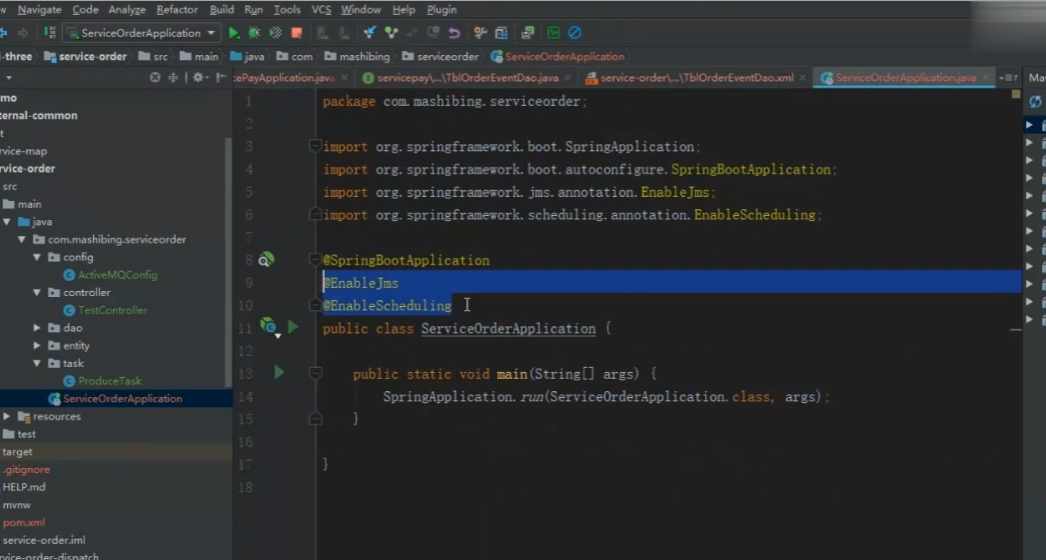 Navigate Code Analyze Refactor Build Run Tools VCS Window Help Plugin
ServiceOrderApplication
i-three service-order src main java com mashibing serviceorder ServiceOrderApplication
cePayApplication.java servicepay\...\TblOrderEventDao.java service-order\...\TblOrderEventDao.xml ServiceOrderApplication.java
mo
ternal-common
t
rvice-map
rvice-order
src
main
java
com.mashibing.serviceorder
config
ActiveMQConfig
controller
TestController
dao
entity
task
ProduceTask
ServiceOrderApplication
resources
test
target
.gitignore
HELP.md
mvnw
pom.xml
service-order.iml
rvice-order-dispatch
1 package com.mashibing.serviceorder;
2
3 import org.springframework.boot.SpringApplication;
4 import org.springframework.boot.autoconfigure.SpringBootApplication;
5 import org.springframework.jms.annotation.EnableJms;
6 import org.springframework.scheduling.annotation.EnableScheduling;
7
8 @SpringBootApplication
9 @EnableJms
10 @EnableScheduling
11 public class ServiceOrderApplication {
12
13 public static void main(String[] args) {
14 SpringApplication.run(ServiceOrderApplication.class, args);
15 }
16
17 }
18
Ma